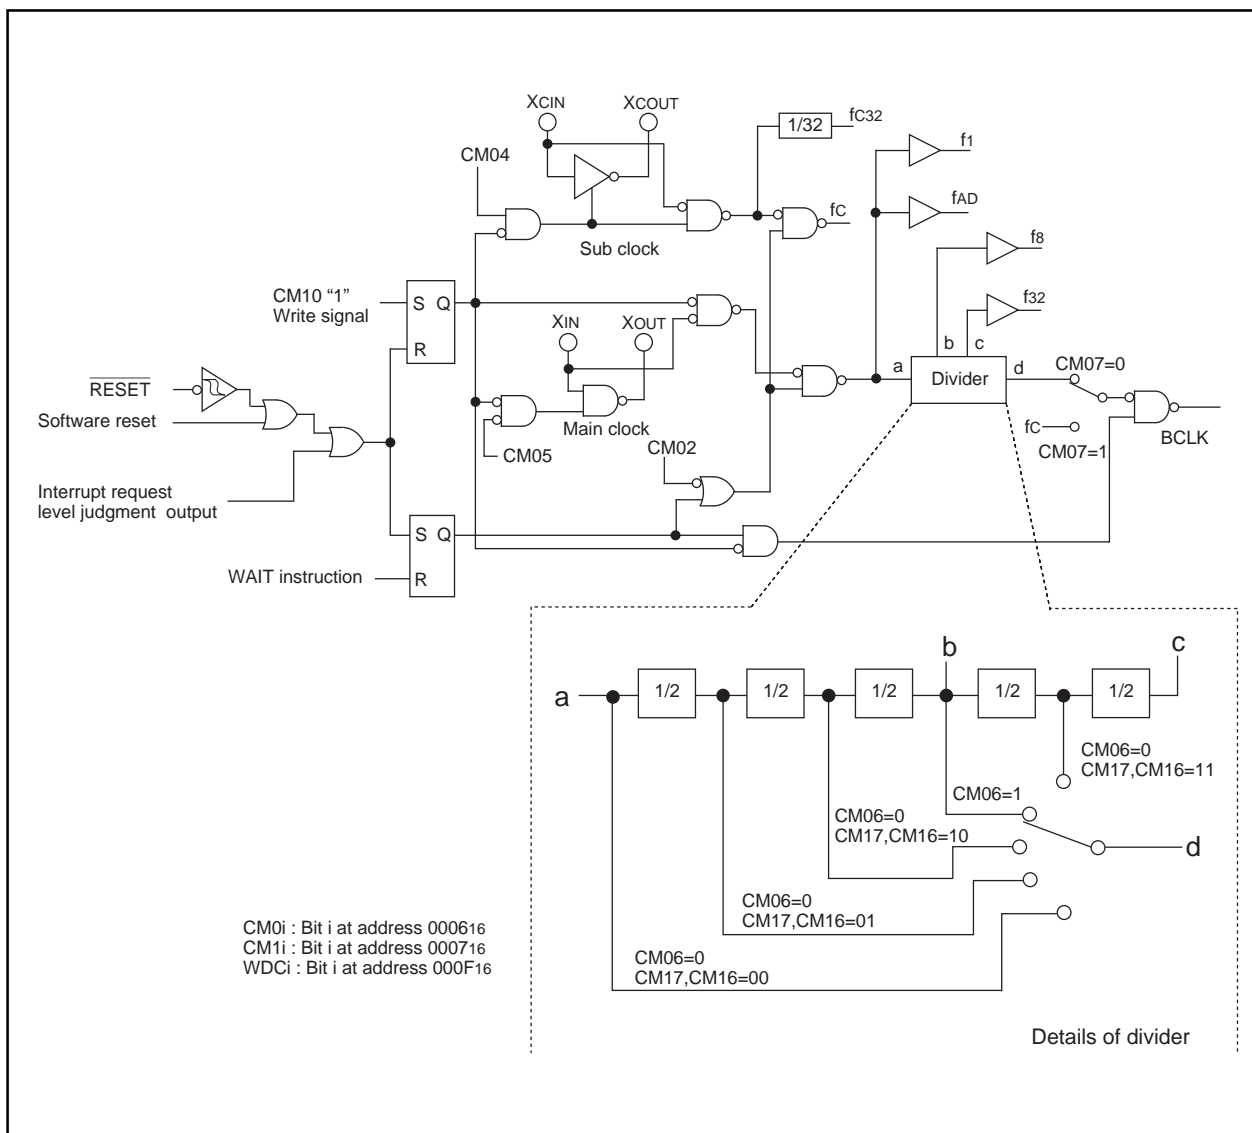 XCIN
XCOUT
1/32
fC32
f1
CM04
fAD
fC
f8
Sub clock
CM10 “1”
Write signal
S Q
R
XIN
XOUT
f32
b c
a
Divider
d
CM07=0
RESET
Software reset
Main clock
fC
CM07=1
BCLK
CM05
CM02
Interrupt request
level judgment output
S Q
R
WAIT instruction
a
1/2
1/2
1/2
b
1/2
1/2
c
CM06=0
CM17,CM16=11
CM06=1
CM06=0
CM17,CM16=10
d
CM06=0
CM17,CM16=01
CM06=0
CM17,CM16=00
CM0i : Bit i at address 000616
CM1i : Bit i at address 000716
WDCi : Bit i at address 000F16
Details of divider